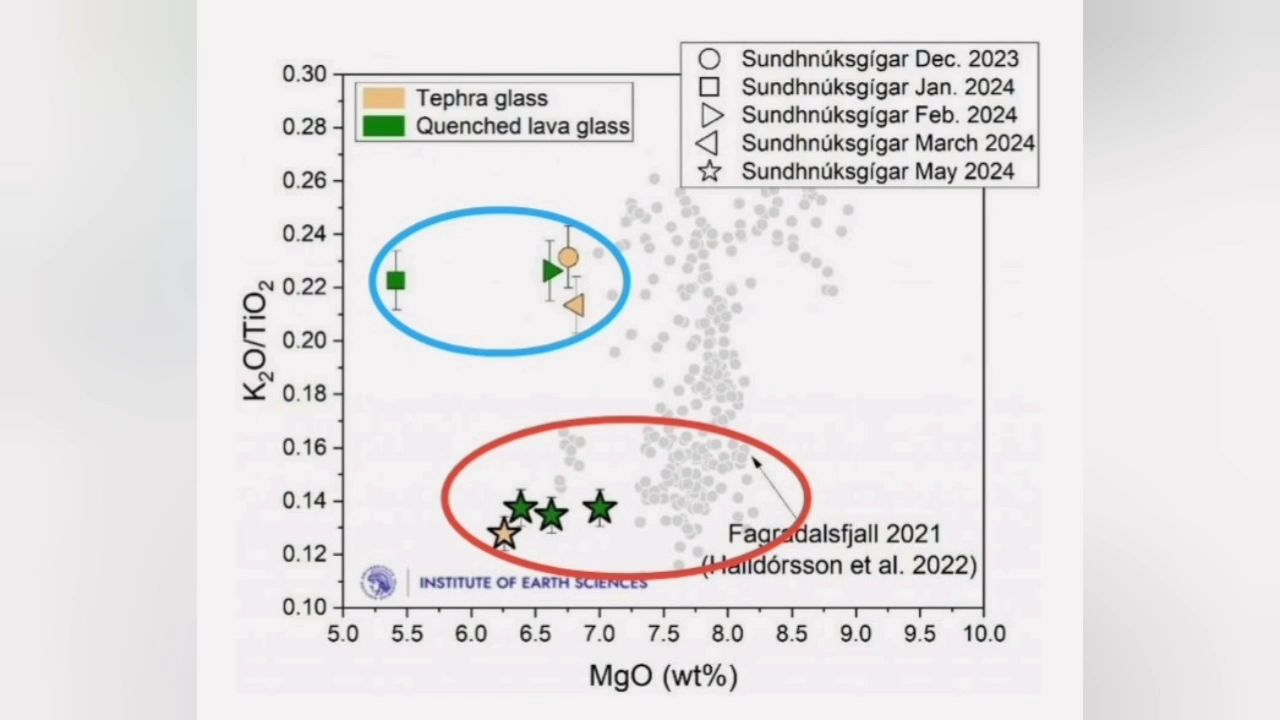 Sundhnúksgígar Dec. 2023
Sundhnúksgígar Jan. 2024
Sundhnúksgígar Feb. 2024
Sundhnúksgígar March 2024
Sundhnúksgígar May 2024
Tephra glass
Quenched lava glass
0.30
0.28
0.26
0.24
0.22
0.20
0.18
0.16
0.14
0.12
0.10
K₂O/TiO₂
Fagradalsfjall 2021
(Halldórsson et al. 2022)
INSTITUTE OF EARTH SCIENCES
5.0 5.5 6.0 6.5 7.0 7.5 8.0 8.5 9.0 9.5 10.0
MgO (wt%)